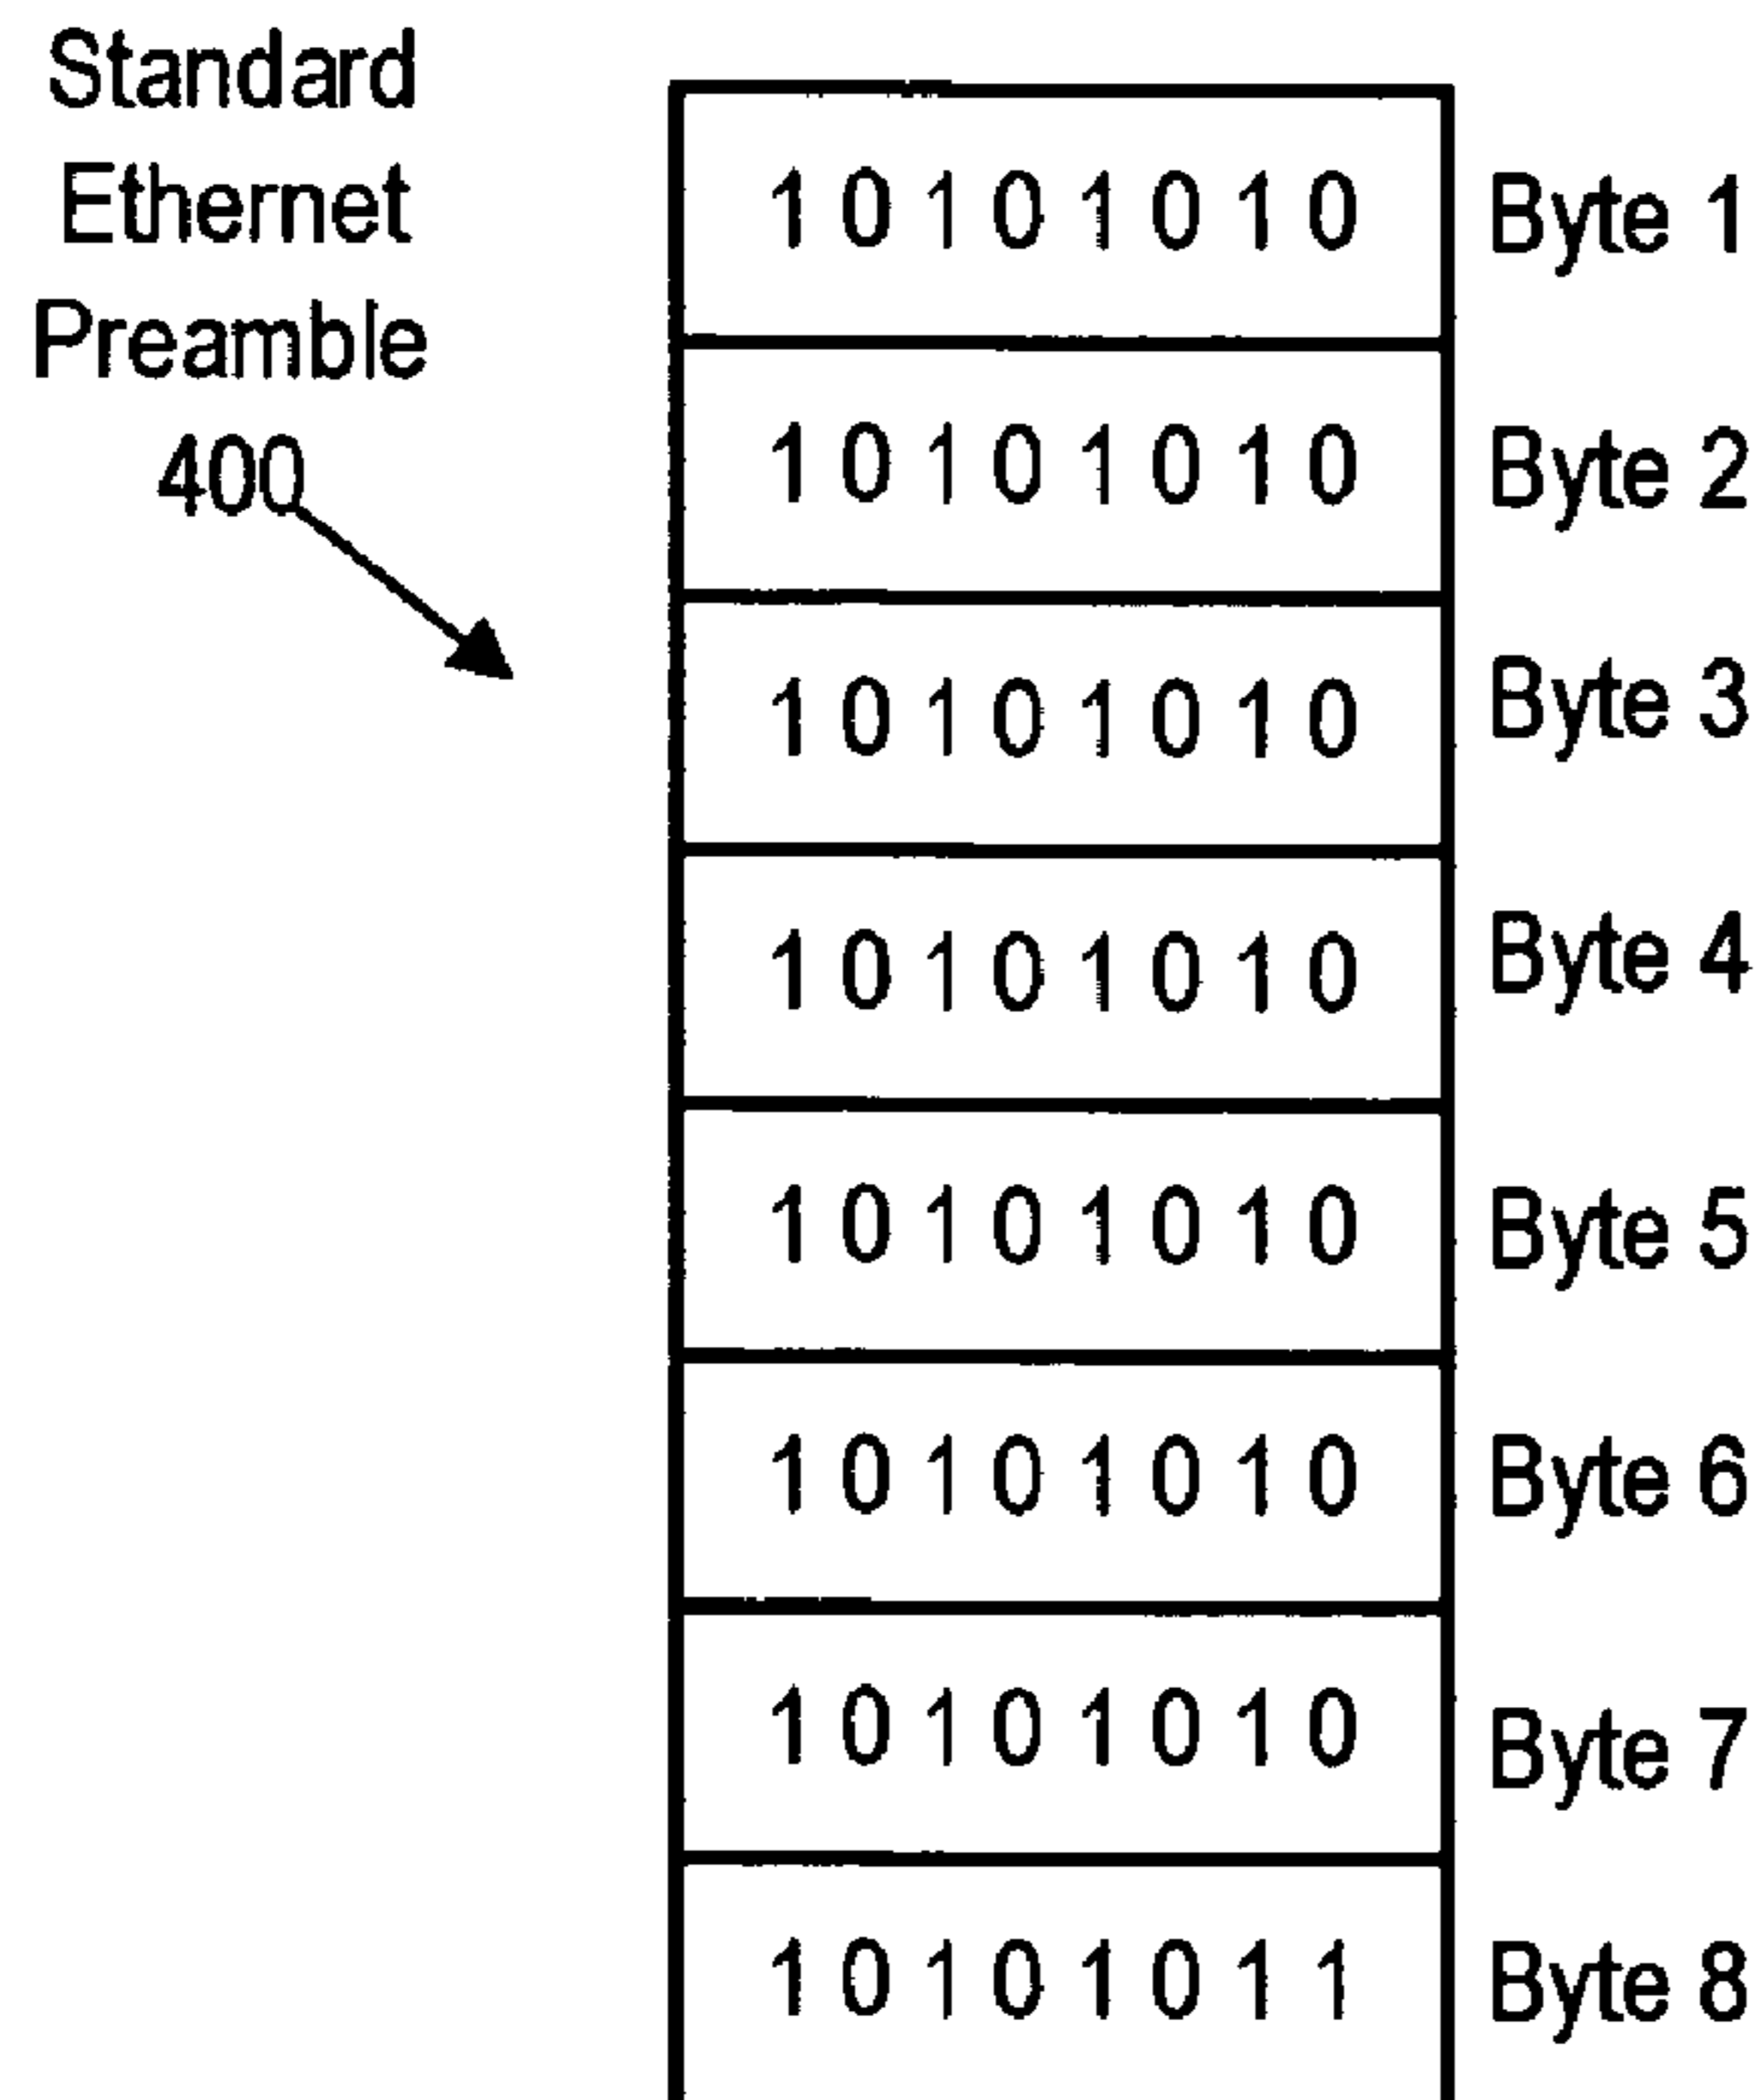 Standard
Ethernet
Preamble
400
1 0 1 0 1 0 1 0 Byte 1
1 0 1 0 1 0 1 0 Byte 2
1 0 1 0 1 0 1 0 Byte 3
1 0 1 0 1 0 1 0 Byte 4
1 0 1 0 1 0 1 0 Byte 5
1 0 1 0 1 0 1 0 Byte 6
1 0 1 0 1 0 1 0 Byte 7
1 0 1 0 1 0 1 1 Byte 8